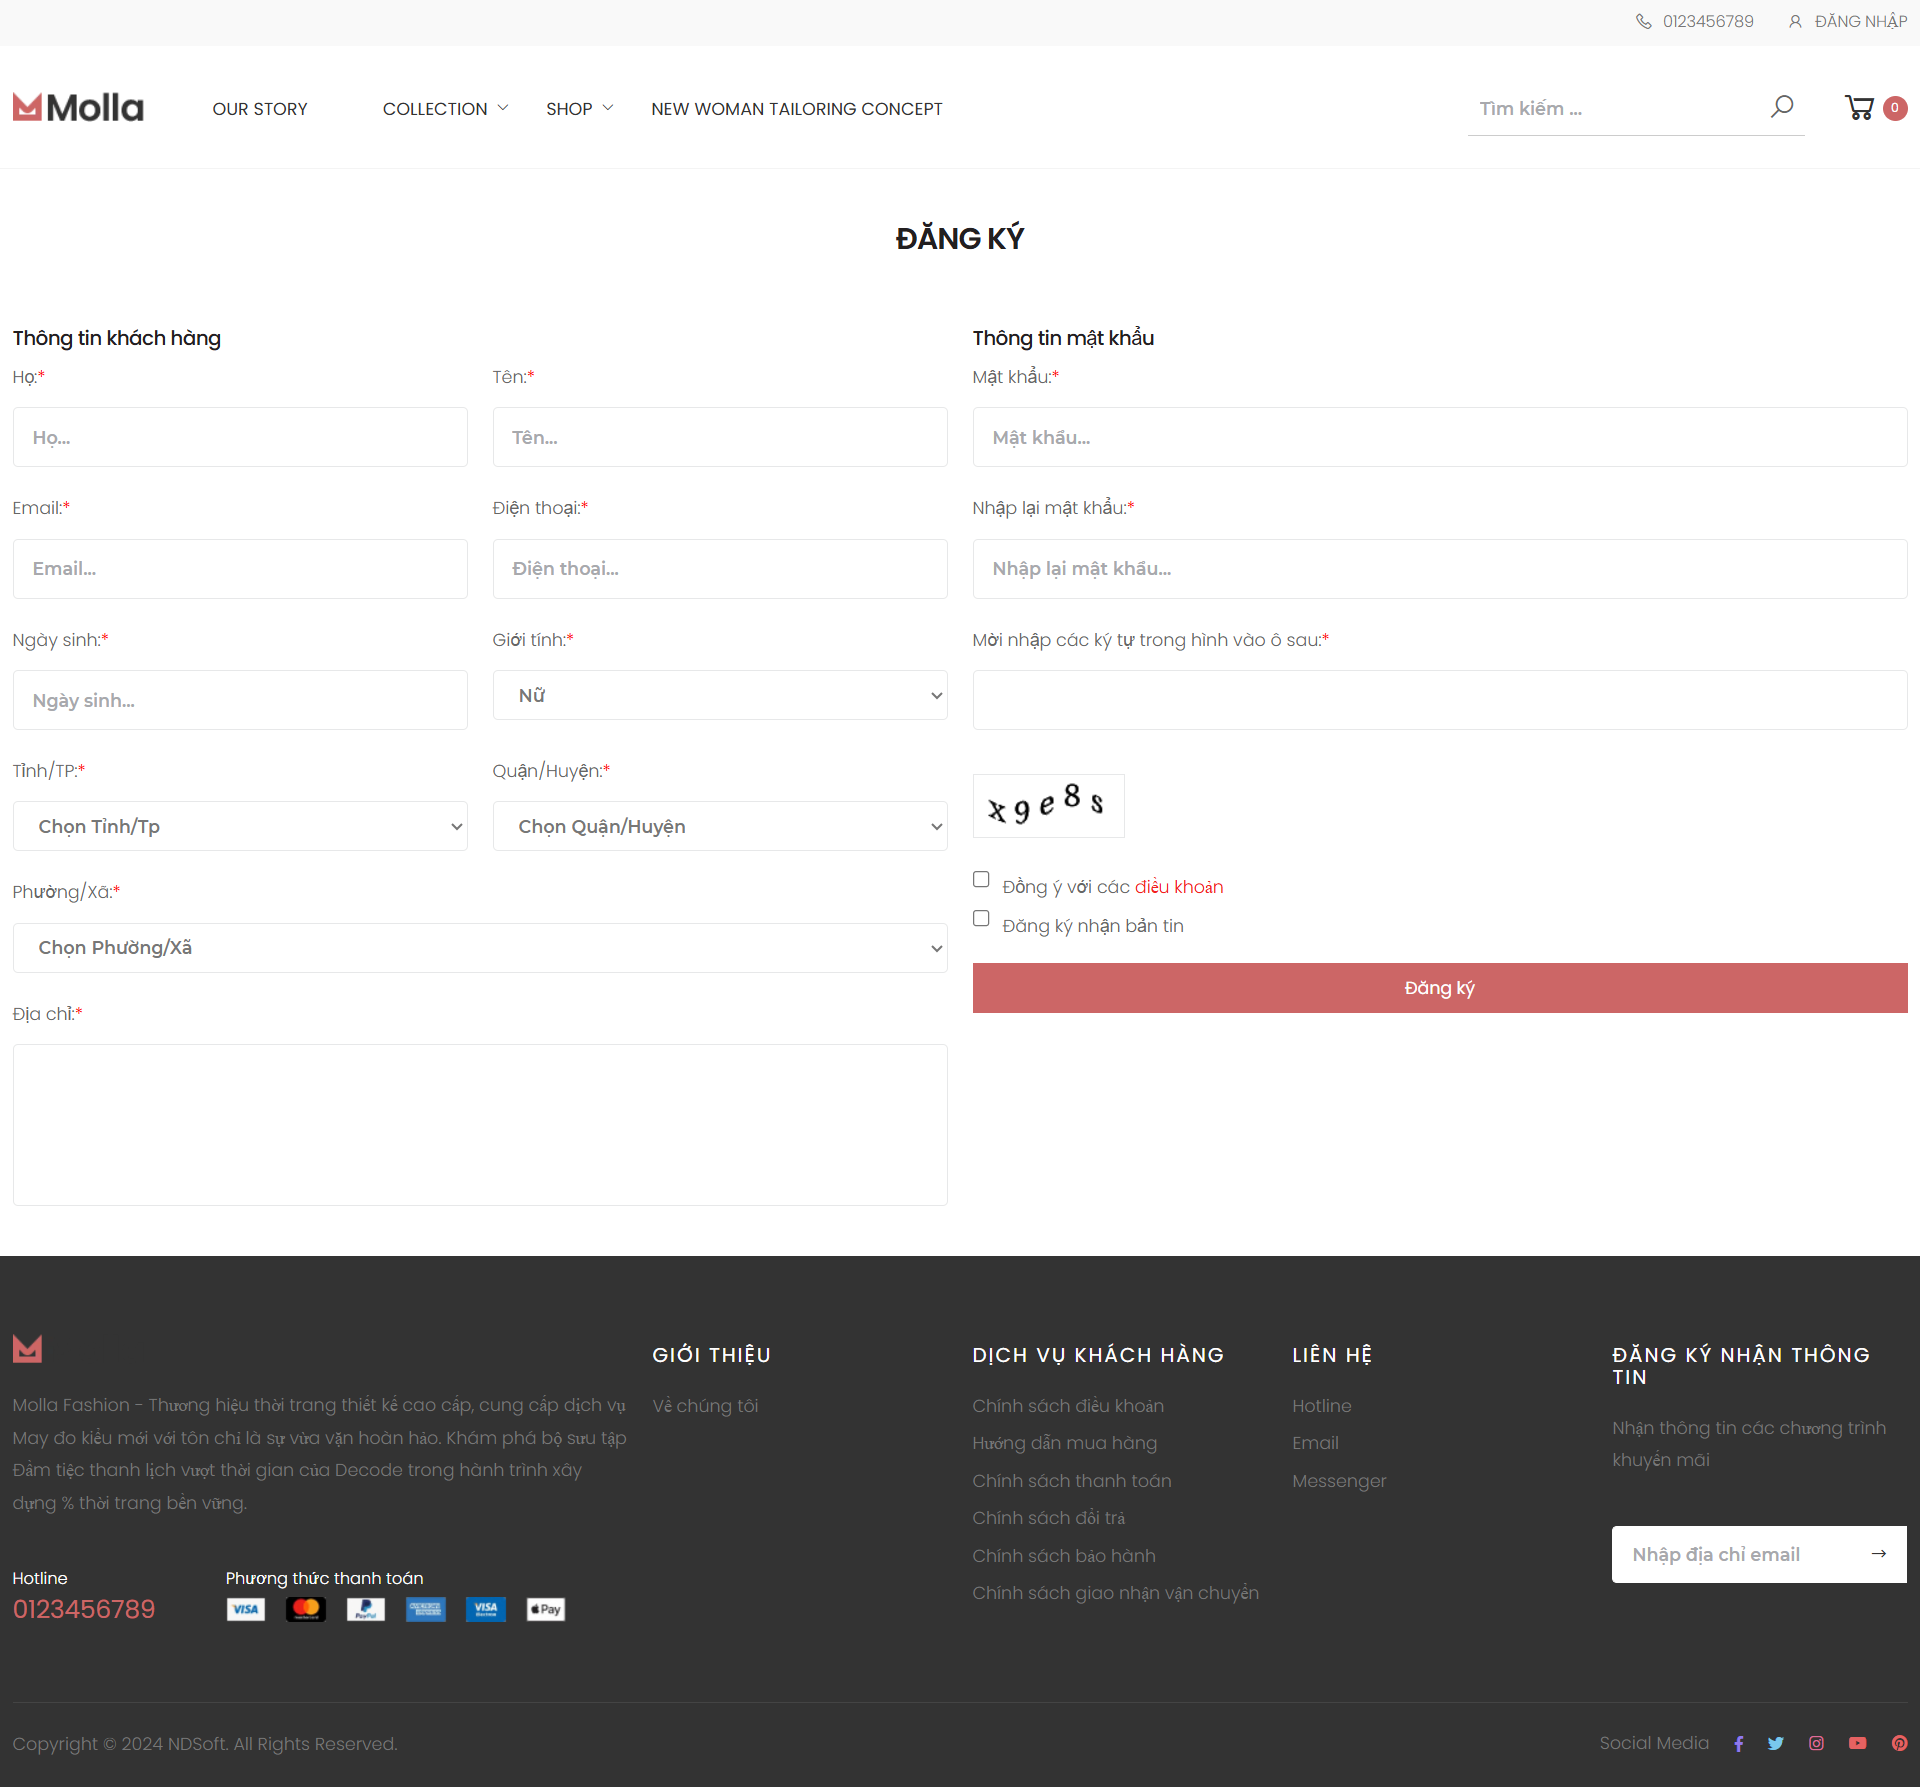 0123456789
ĐĂNG NHẬP
Molla
OUR STORY
COLLECTION
SHOP
NEW WOMAN TAILORING CONCEPT
Tìm kiếm ...
0
ĐĂNG KÝ
Thông tin khách hàng
Họ:*
Tên:*
Họ...
Tên...
Email:*
Điện thoại:*
Email...
Điện thoại...
Ngày sinh:*
Giới tính:*
Ngày sinh...
Nữ
Tỉnh/TP:*
Quận/Huyện:*
Chọn Tỉnh/Tp
Chọn Quận/Huyện
Phường/Xã:*
Chọn Phường/Xã
Địa chỉ:*
Thông tin mật khẩu
Mật khẩu:*
Mật khẩu...
Nhập lại mật khẩu:*
Nhập lại mật khẩu...
Mời nhập các ký tự trong hình vào ô sau:*
x9e8s
Đồng ý với các điều khoản
Đăng ký nhận bản tin
Đăng ký
Molla Fashion - Thương hiệu thời trang thiết kế cao cấp, cung cấp dịch vụ
May đo kiểu mới với tôn chỉ là sự vừa vặn hoàn hảo. Khám phá bộ sưu tập
Đầm tiệc thanh lịch vượt thời gian của Decode trong hành trình xây
dựng % thời trang bền vững.
Hotline
0123456789
Phương thức thanh toán
VISA
PayPal
VISA
Electron
Pay
GIỚI THIỆU
Về chúng tôi
DỊCH VỤ KHÁCH HÀNG
Chính sách điều khoản
Hướng dẫn mua hàng
Chính sách thanh toán
Chính sách đổi trả
Chính sách bảo hành
Chính sách giao nhận vận chuyển
LIÊN HỆ
Hotline
Email
Messenger
ĐĂNG KÝ NHẬN THÔNG
TIN
Nhận thông tin các chương trình
khuyến mãi
Nhập địa chỉ email
Copyright © 2024 NDSoft. All Rights Reserved.
Social Media